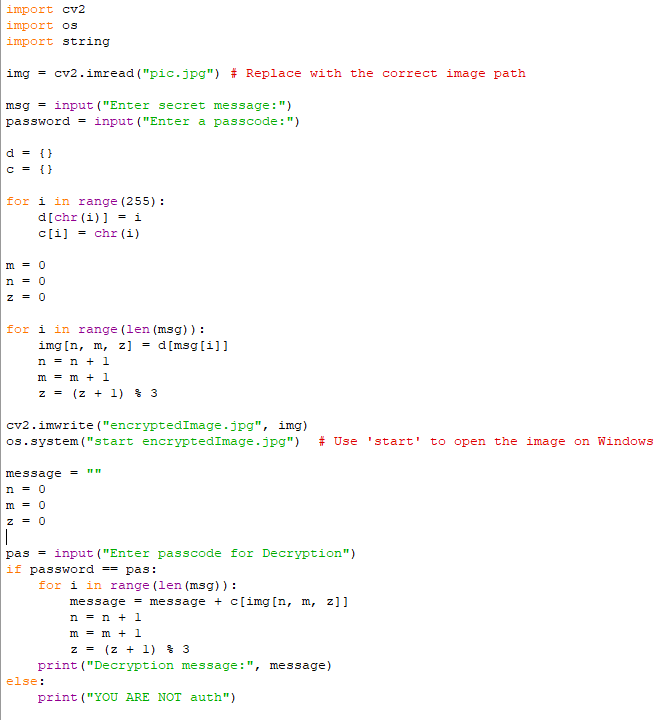 import cv2
import os
import string

img = cv2.imread("pic.jpg") # Replace with the correct image path

msg = input("Enter secret message:")
password = input("Enter a passcode:")

d = {}
c = {}

for i in range(255):
    d[chr(i)] = i
    c[i] = chr(i)

m = 0
n = 0
z = 0

for i in range(len(msg)):
    img[n, m, z] = d[msg[i]]
    n = n + 1
    m = m + 1
    z = (z + 1) % 3

cv2.imwrite("encryptedImage.jpg", img)
os.system("start encryptedImage.jpg")  # Use 'start' to open the image on Windows

message = ""
n = 0
m = 0
z = 0

pas = input("Enter passcode for Decryption")
if password == pas:
    for i in range(len(msg)):
        message = message + c[img[n, m, z]]
        n = n + 1
        m = m + 1
        z = (z + 1) % 3
    print("Decryption message:", message)
else:
    print("YOU ARE NOT auth")